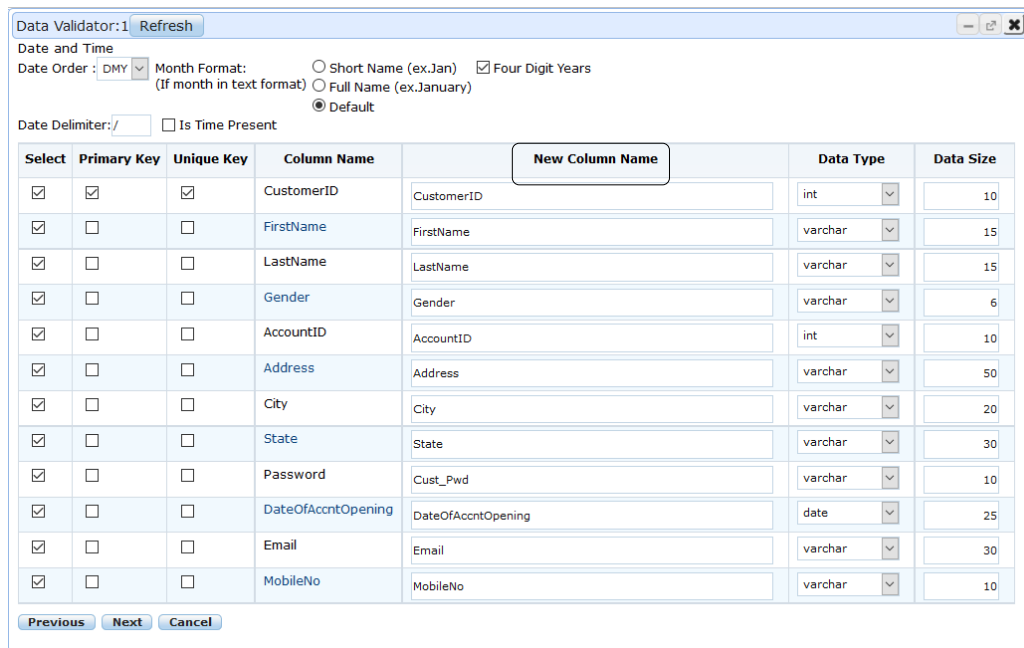 Data Validator:1 Refresh
Date and Time
Date Order : DMY Month Format: Short Name (ex.Jan) Four Digit Years
(If month in text format) Full Name (ex.January)
Default
Date Delimiter: / Is Time Present
Select Primary Key Unique Key Column Name New Column Name Data Type Data Size
CustomerID CustomerID int 10
FirstName FirstName varchar 15
LastName LastName varchar 15
Gender Gender varchar 6
AccountID AccountID int 10
Address Address varchar 50
City City varchar 20
State State varchar 30
Password Cust_Pwd varchar 10
DateOfAccntOpening DateOfAccntOpening date 25
Email Email varchar 30
MobileNo MobileNo varchar 10
Previous Next Cancel